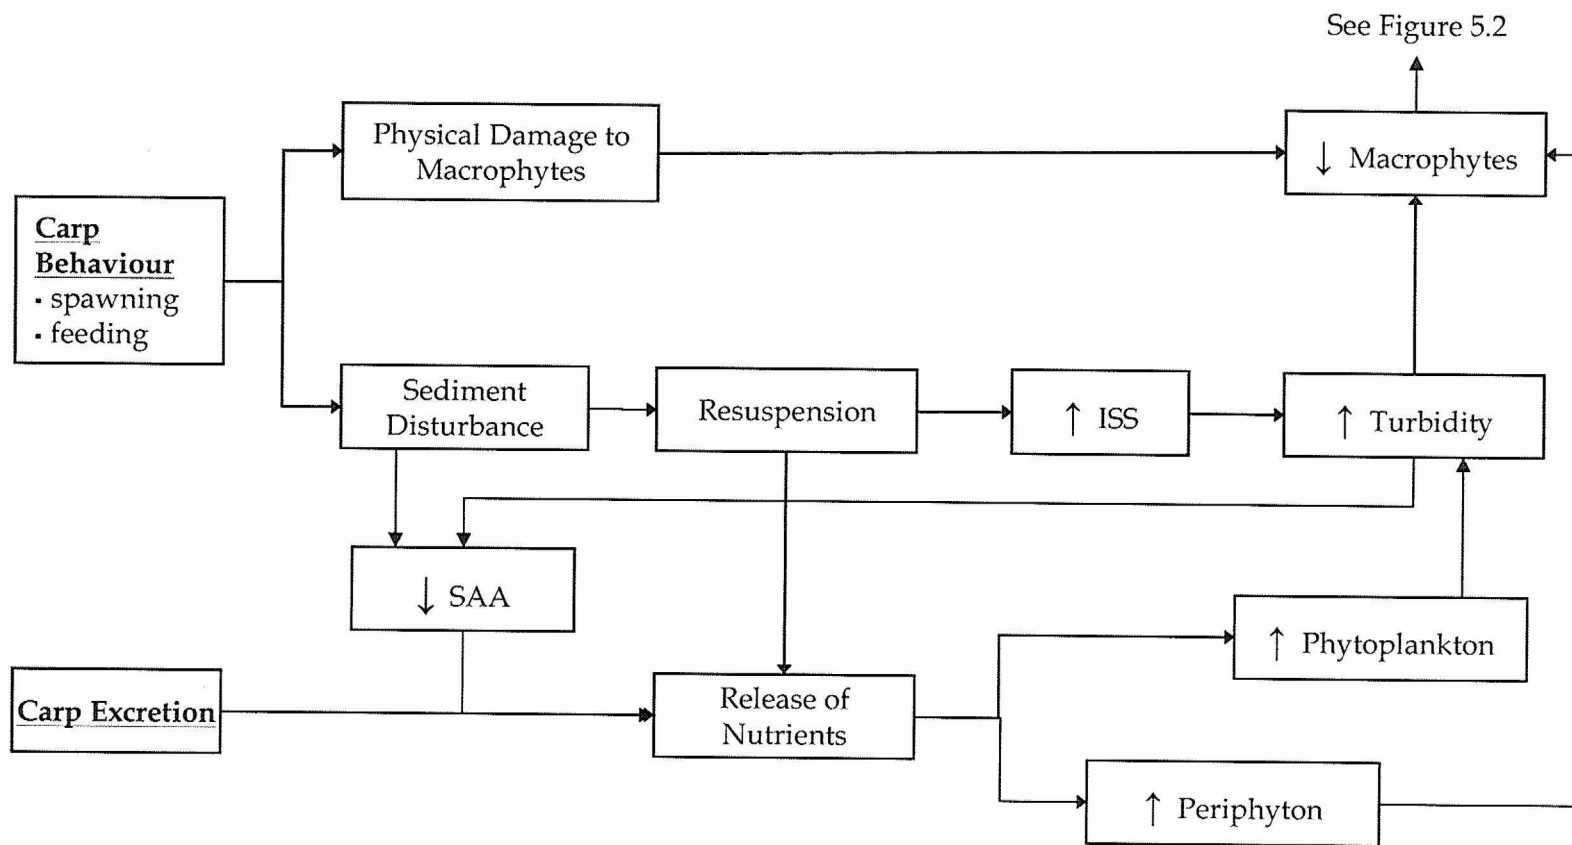 See Figure 5.2
Physical Damage to
Macrophytes
↓ Macrophytes
Carp
Behaviour
▪ spawning
▪ feeding
Sediment
Disturbance
Resuspension
↑ ISS
↑ Turbidity
↓ SAA
↑ Phytoplankton
Carp Excretion
Release of
Nutrients
↑ Periphyton